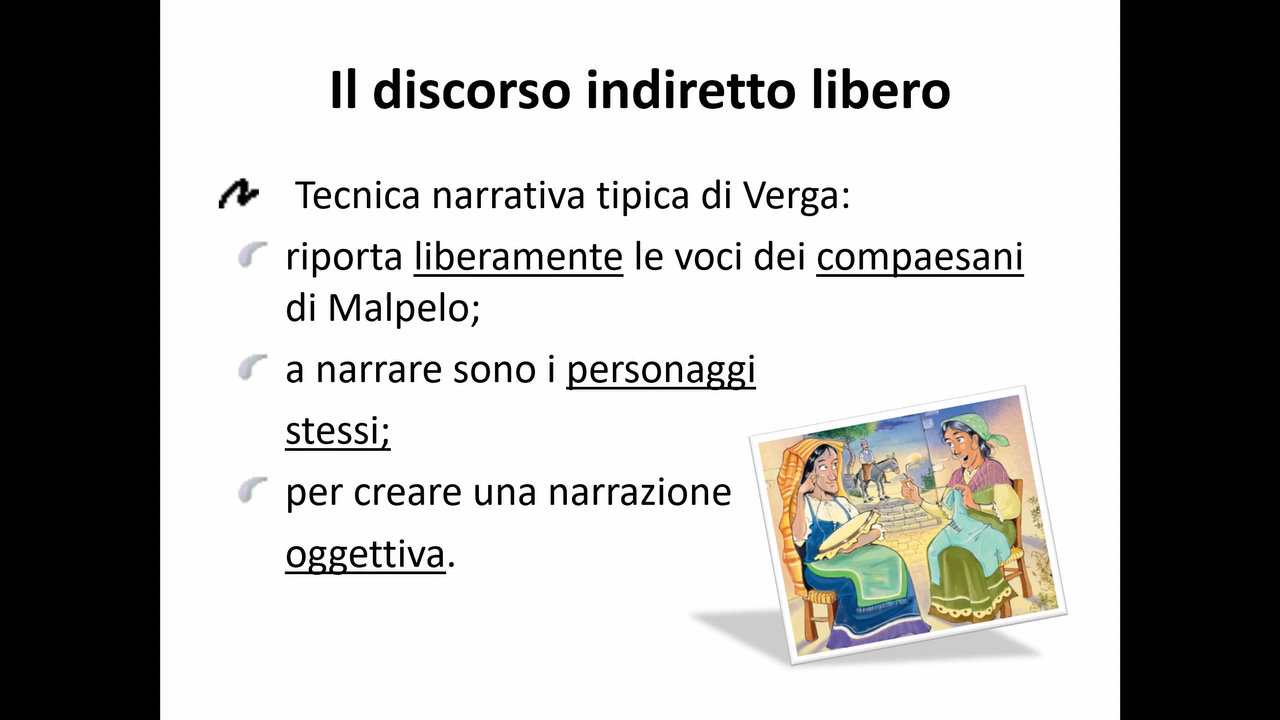 Il discorso indiretto libero
Tecnica narrativa tipica di Verga:
riporta liberamente le voci dei compaesani
di Malpelo;
a narrare sono i personaggi
stessi;
per creare una narrazione
oggettiva.